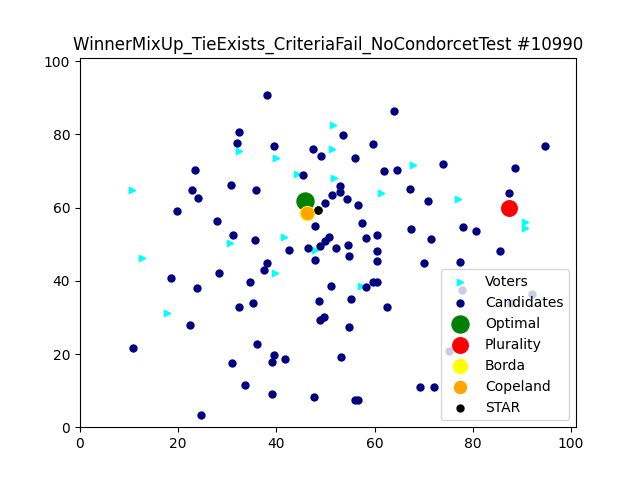 WinnerMixUp_TieExists_CriteriaFail_NoCondorcetTest #10990
100
80
60
40
20
0
0 20 40 60 80 100
Voters
Candidates
Optimal
Plurality
Borda
Copeland
STAR